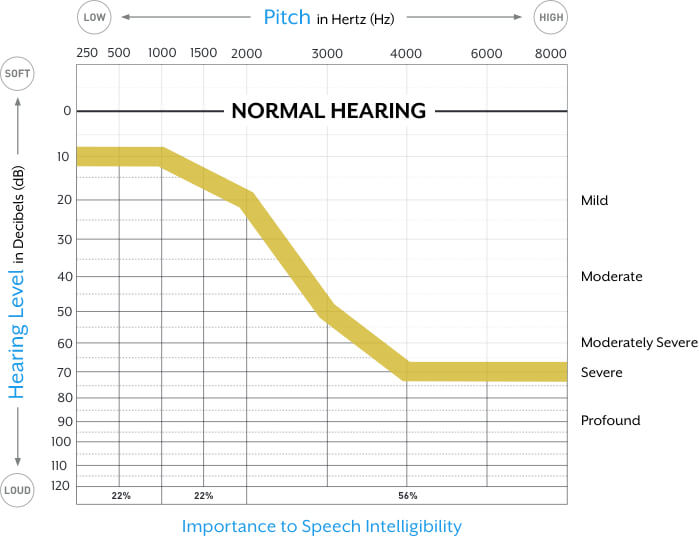 LOW Pitch in Hertz (Hz) HIGH
250 500 1000 1500 2000 3000 4000 6000 8000
SOFT
0 NORMAL HEARING
10
20 Mild
30
40 Moderate
50
60 Moderately Severe
70 Severe
80
90 Profound
100
110
120
Hearing Level in Decibels (dB)
LOUD
22% 22% 56%
Importance to Speech Intelligibility